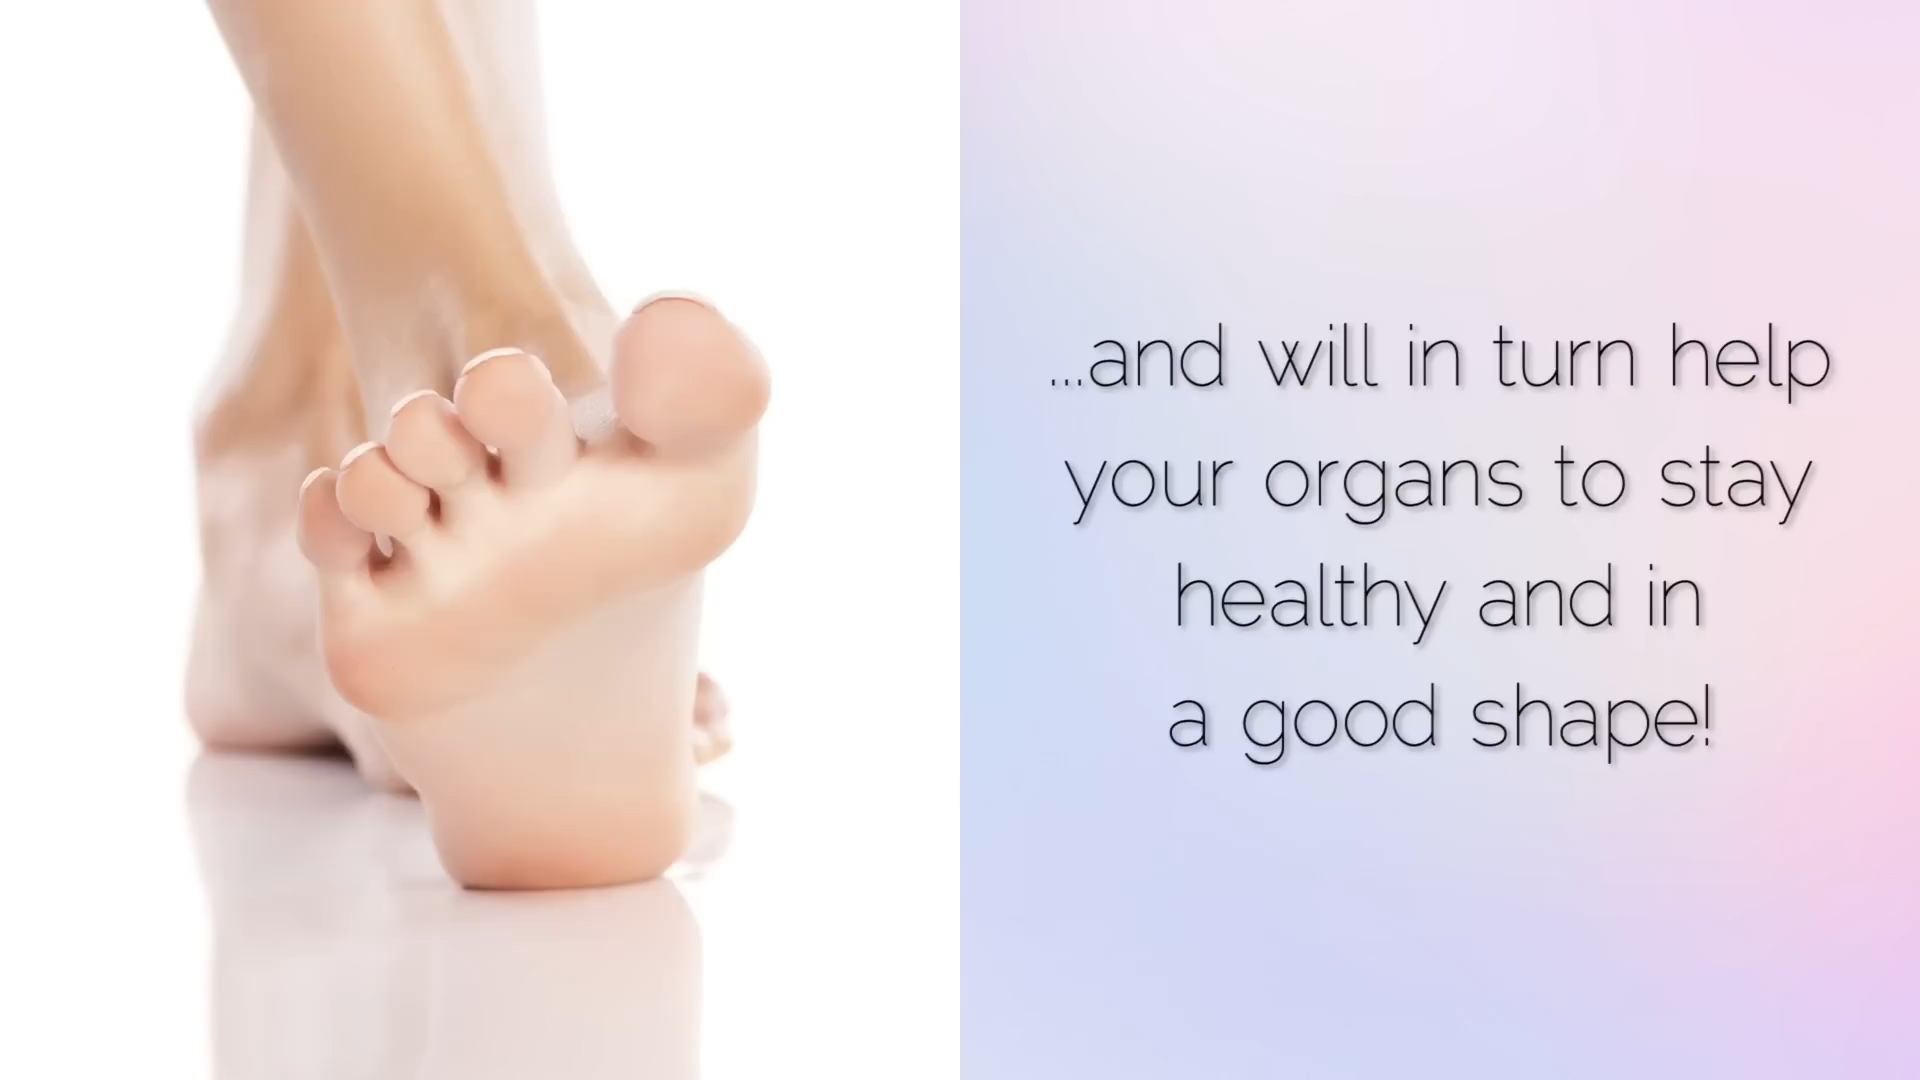 ...and will in turn help
your organs to stay
healthy and in
a good shape!